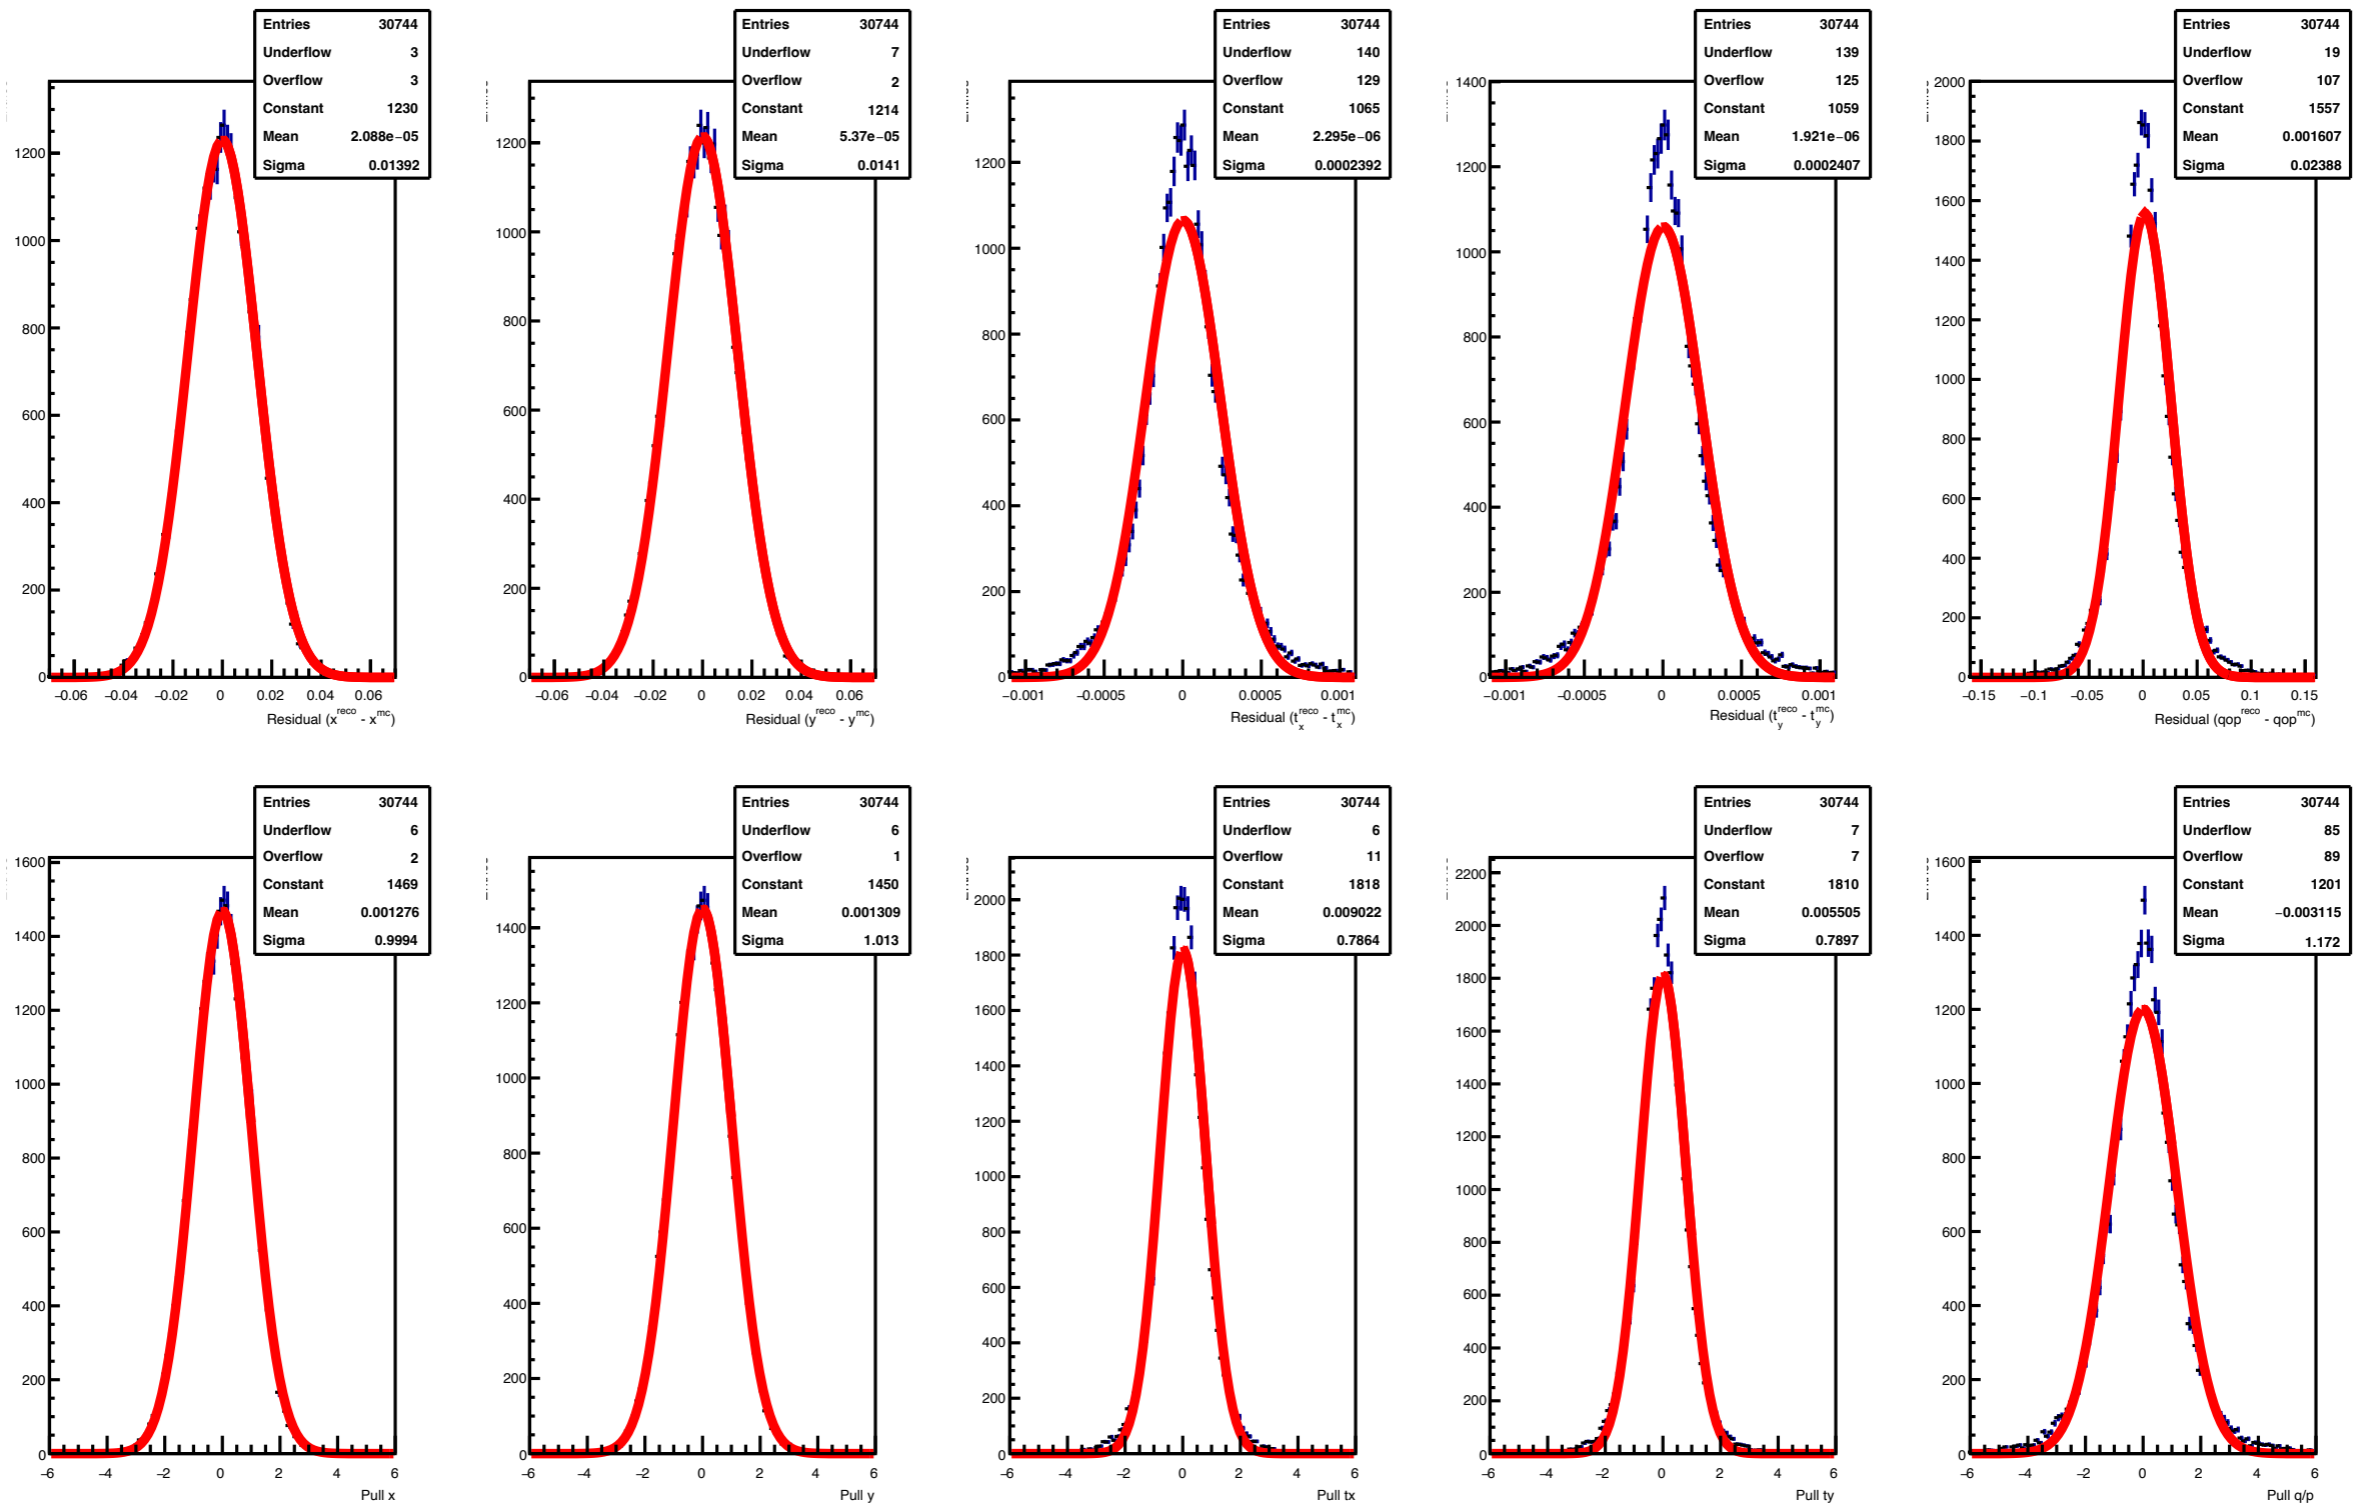 Entries 30744
Underflow 3
Overflow 3
Constant 1230
Mean 2.088e−05
Sigma 0.01392
1200
1000
800
600
400
200
0
−0.06 −0.04 −0.02 0 0.02 0.04 0.06
Residual (x^reco - x^mc)
Entries 30744
Underflow 7
Overflow 2
Constant 1214
Mean 5.37e−05
Sigma 0.0141
1200
1000
800
600
400
200
0
−0.06 −0.04 −0.02 0 0.02 0.04 0.06
Residual (y^reco - y^mc)
Entries 30744
Underflow 140
Overflow 129
Constant 1065
Mean 2.295e−06
Sigma 0.0002392
1200
1000
800
600
400
200
0
−0.001 −0.0005 0 0.0005 0.001
Residual (t_x^reco - t_x^mc)
Entries 30744
Underflow 139
Overflow 125
Constant 1059
Mean 1.921e−06
Sigma 0.0002407
1400
1200
1000
800
600
400
200
0
−0.001 −0.0005 0 0.0005 0.001
Residual (t_y^reco - t_y^mc)
Entries 30744
Underflow 19
Overflow 107
Constant 1557
Mean 0.001607
Sigma 0.02388
2000
1800
1600
1400
1200
1000
800
600
400
200
0
−0.15 −0.1 −0.05 0 0.05 0.1 0.15
Residual (qop^reco - qop^mc)
Entries 30744
Underflow 6
Overflow 2
Constant 1469
Mean 0.001276
Sigma 0.9994
1600
1400
1200
1000
800
600
400
200
0
−6 −4 −2 0 2 4 6
Pull x
Entries 30744
Underflow 6
Overflow 1
Constant 1450
Mean 0.001309
Sigma 1.013
1400
1200
1000
800
600
400
200
0
−6 −4 −2 0 2 4 6
Pull y
Entries 30744
Underflow 6
Overflow 11
Constant 1818
Mean 0.009022
Sigma 0.7864
2000
1800
1600
1400
1200
1000
800
600
400
200
0
−6 −4 −2 0 2 4 6
Pull tx
Entries 30744
Underflow 7
Overflow 7
Constant 1810
Mean 0.005505
Sigma 0.7897
2200
2000
1800
1600
1400
1200
1000
800
600
400
200
0
−6 −4 −2 0 2 4 6
Pull ty
Entries 30744
Underflow 85
Overflow 89
Constant 1201
Mean −0.003115
Sigma 1.172
1600
1400
1200
1000
800
600
400
200
0
−6 −4 −2 0 2 4 6
Pull q/p